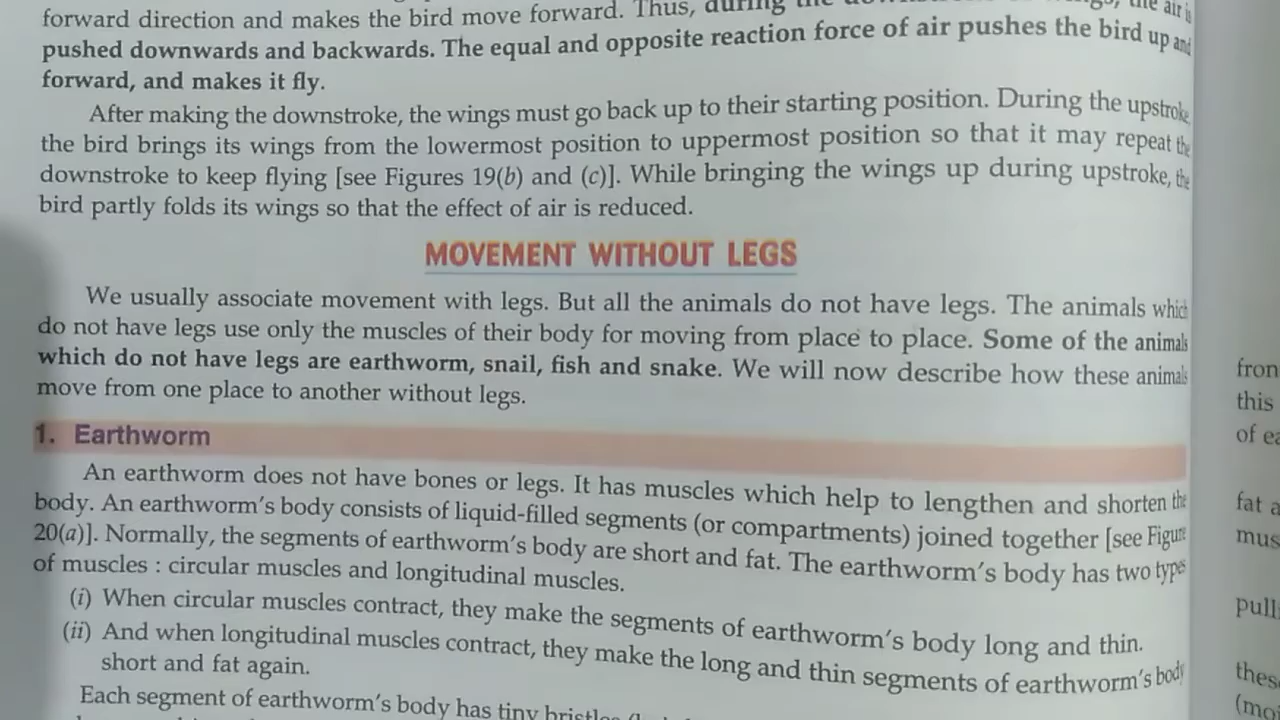 forward direction and makes the bird move forward. Thus, during the wings, the air is
pushed downwards and backwards. The equal and opposite reaction force of air pushes the bird up and
forward, and makes it fly.
After making the downstroke, the wings must go back up to their starting position. During the upstroke
the bird brings its wings from the lowermost position to uppermost position so that it may repeat the
downstroke to keep flying [see Figures 19(b) and (c)]. While bringing the wings up during upstroke, the
bird partly folds its wings so that the effect of air is reduced.
MOVEMENT WITHOUT LEGS
We usually associate movement with legs. But all the animals do not have legs. The animals which
do not have legs use only the muscles of their body for moving from place to place. Some of the animals
which do not have legs are earthworm, snail, fish and snake. We will now describe how these animals
move from one place to another without legs.
1. Earthworm
An earthworm does not have bones or legs. It has muscles which help to lengthen and shorten the
body. An earthworm's body consists of liquid-filled segments (or compartments) joined together [see Figure
20(a)]. Normally, the segments of earthworm's body are short and fat. The earthworm's body has two types
of muscles : circular muscles and longitudinal muscles.
(i) When circular muscles contract, they make the segments of earthworm's body long and thin.
(ii) And when longitudinal muscles contract, they make the long and thin segments of earthworm's body
short and fat again.
Each segment of earthworm's body has tiny bristles
fron
this
of ea
fat a
mus
pull
thes
(moi